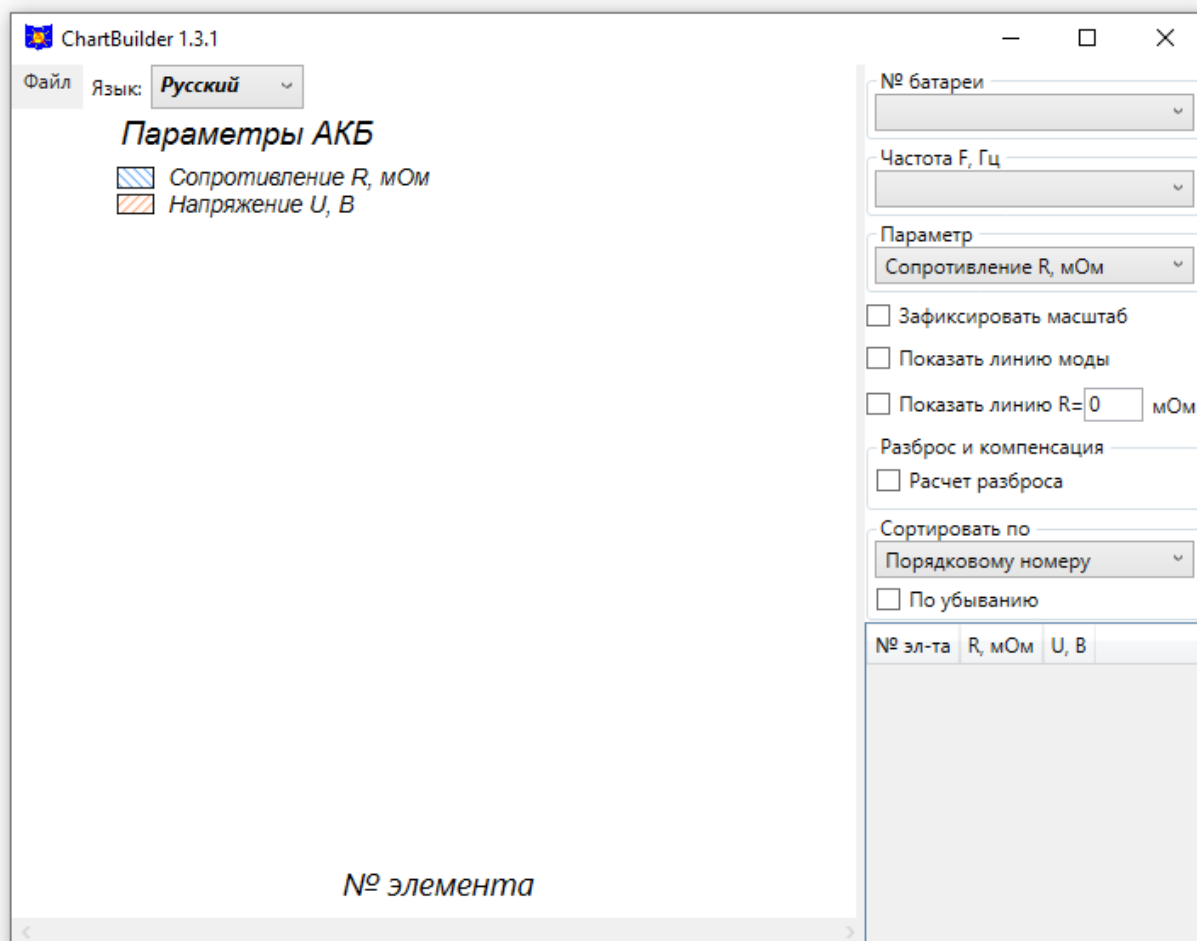 ChartBuilder 1.3.1
Файл
Язык:
Русский
Параметры АКБ
Сопротивление R, мОм
Напряжение U, В
№ элемента
№ батареи
Частота F, Гц
Параметр
Сопротивление R, мОм
Зафиксировать масштаб
Показать линию моды
Показать линию R= 0 мОм
Разброс и компенсация
Расчет разброса
Сортировать по
Порядковому номеру
По убыванию
№ эл-та R, мОм U, В